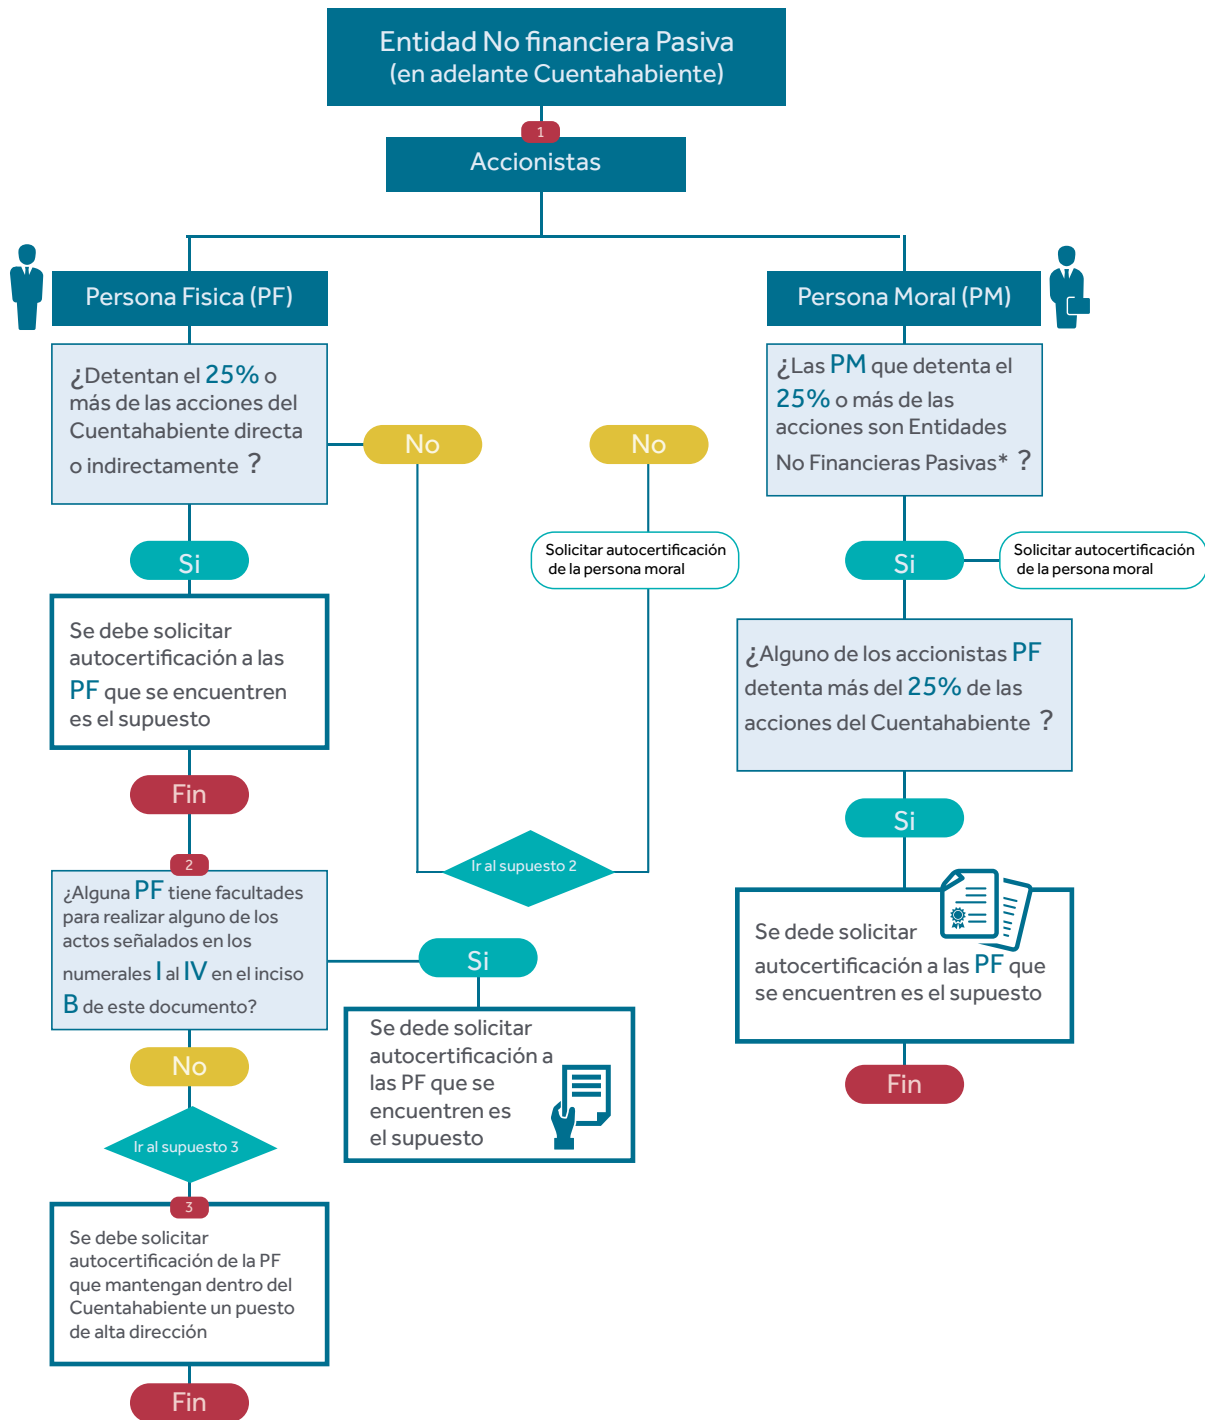 Entidad No financiera Pasiva
(en adelante Cuentahabiente)
1
Accionistas
Persona Fisica (PF)
¿Detentan el 25% o
más de las acciones del
Cuentahabiente directa
o indirectamente ?
No
Si
Se debe solicitar
autocertificación a las
PF que se encuentren
es el supuesto
Fin
2
¿Alguna PF tiene facultades
para realizar alguno de los
actos señalados en los
numerales I al IV en el inciso
B de este documento?
Si
Se dede solicitar
autocertificación a
las PF que se
encuentren es
el supuesto
No
Ir al supuesto 3
3
Se debe solicitar
autocertificación de la PF
que mantengan dentro del
Cuentahabiente un puesto
de alta dirección
Fin
Persona Moral (PM)
¿Las PM que detenta el
25% o más de las
acciones son Entidades
No Financieras Pasivas* ?
No
Solicitar autocertificación
de la persona moral
Ir al supuesto 2
Si
Solicitar autocertificación
de la persona moral
¿Alguno de los accionistas PF
detenta más del 25% de las
acciones del Cuentahabiente ?
Si
Se dede solicitar
autocertificación a las PF que
se encuentren es el supuesto
Fin